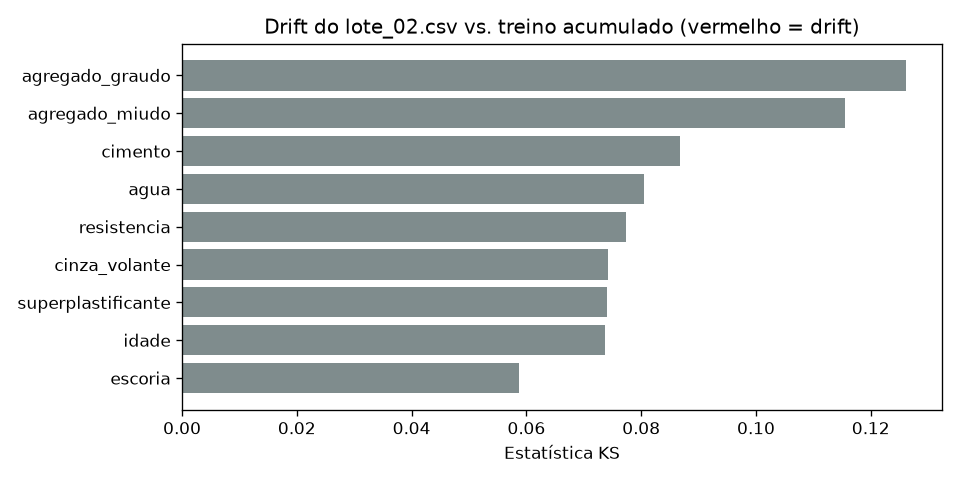 Drift do lote_02.csv vs. treino acumulado (vermelho = drift)
agregado_graudo
agregado_miudo
cimento
agua
resistencia
cinza_volante
superplastificante
idade
escoria
0.00 0.02 0.04 0.06 0.08 0.10 0.12
Estatística KS